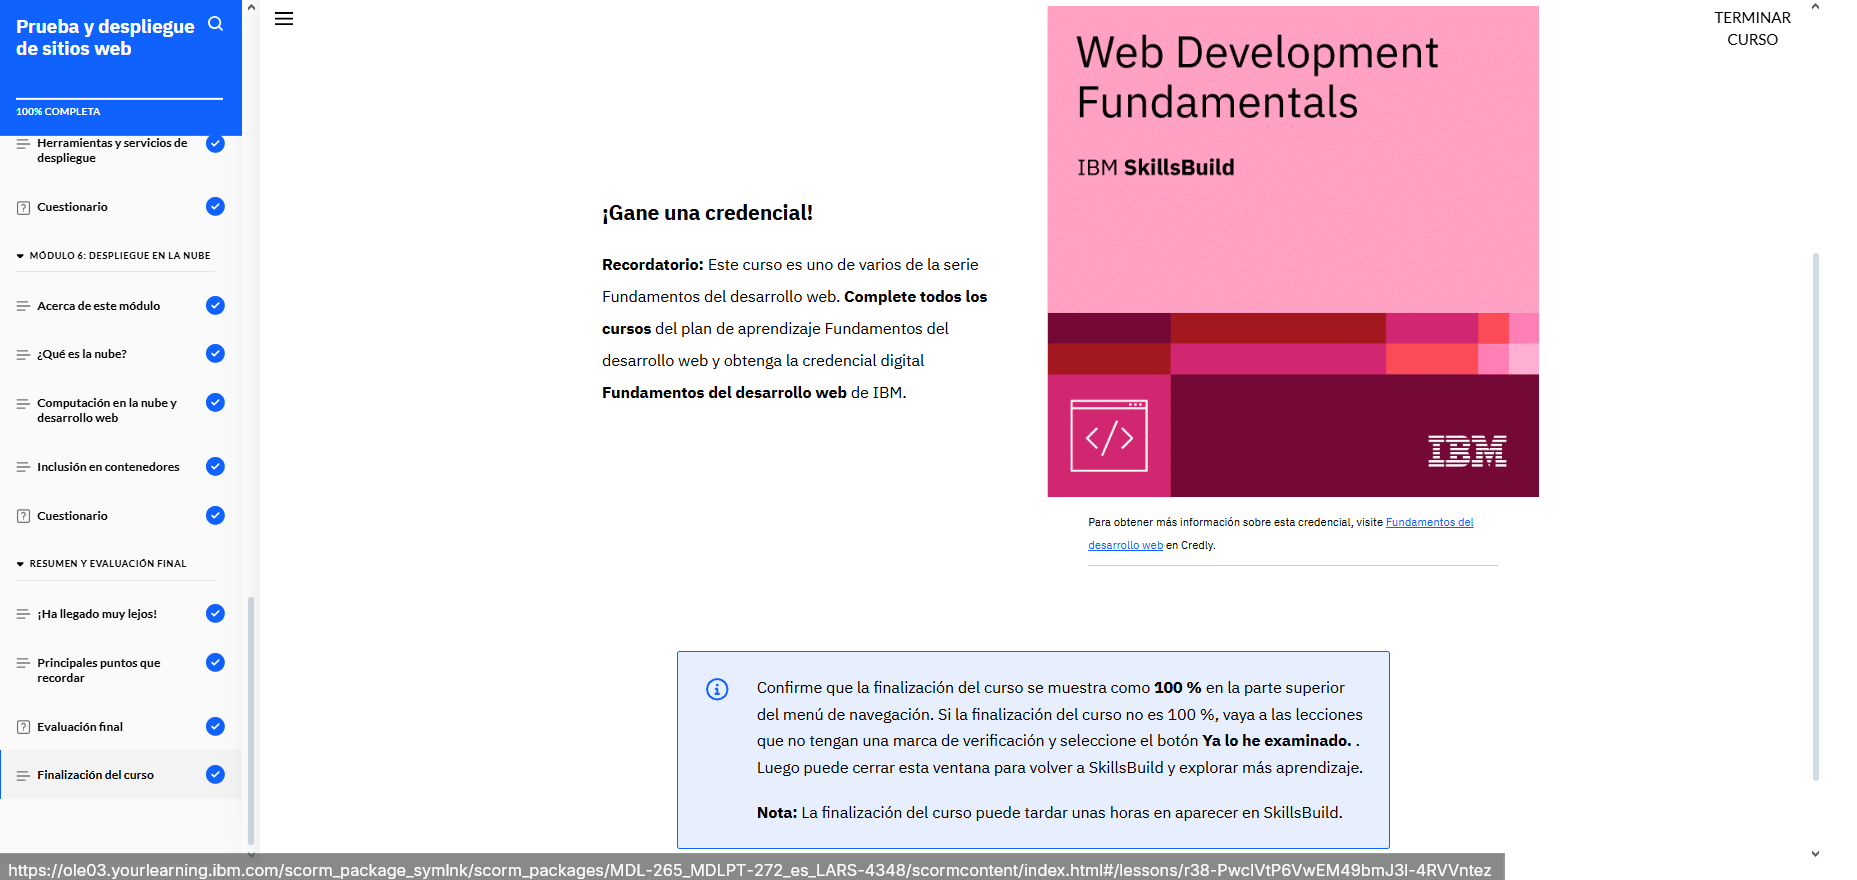 Prueba y despliegue
de sitios web
100% COMPLETA
Herramientas y servicios de
despliegue
Cuestionario
MÓDULO 6: DESPLIEGUE EN LA NUBE
Acerca de este módulo
¿Qué es la nube?
Computación en la nube y
desarrollo web
Inclusión en contenedores
Cuestionario
RESUMEN Y EVALUACIÓN FINAL
¡Ha llegado muy lejos!
Principales puntos que
recordar
Evaluación final
Finalización del curso
TERMINAR
CURSO
¡Gane una credencial!
Recordatorio: Este curso es uno de varios de la serie
Fundamentos del desarrollo web. Complete todos los
cursos del plan de aprendizaje Fundamentos del
desarrollo web y obtenga la credencial digital
Fundamentos del desarrollo web de IBM.
Web Development
Fundamentals
IBM SkillsBuild
IBM
Para obtener más información sobre esta credencial, visite Fundamentos del
desarrollo web en Credly.
Confirme que la finalización del curso se muestra como 100 % en la parte superior
del menú de navegación. Si la finalización del curso no es 100 %, vaya a las lecciones
que no tengan una marca de verificación y seleccione el botón Ya lo he examinado. .
Luego puede cerrar esta ventana para volver a SkillsBuild y explorar más aprendizaje.
Nota: La finalización del curso puede tardar unas horas en aparecer en SkillsBuild.
https://ole03.yourlearning.ibm.com/scorm_package_symlnk/scorm_packages/MDL-265_MDLPT-272_es_LARS-4348/scormcontent/index.html#/lessons/r38-PwcIVtP6VwEM49bmJ3l-4RVVntez